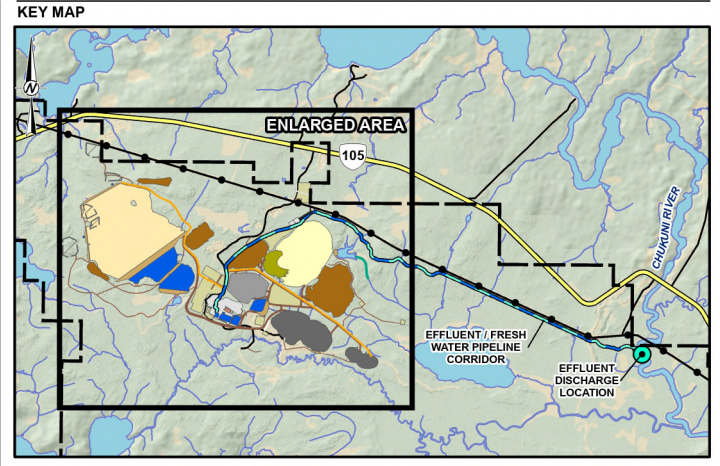 KEY MAP
N
ENLARGED AREA
105
CHUKUNI RIVER
EFFLUENT / FRESH
WATER PIPELINE
CORRIDOR
EFFLUENT
DISCHARGE
LOCATION